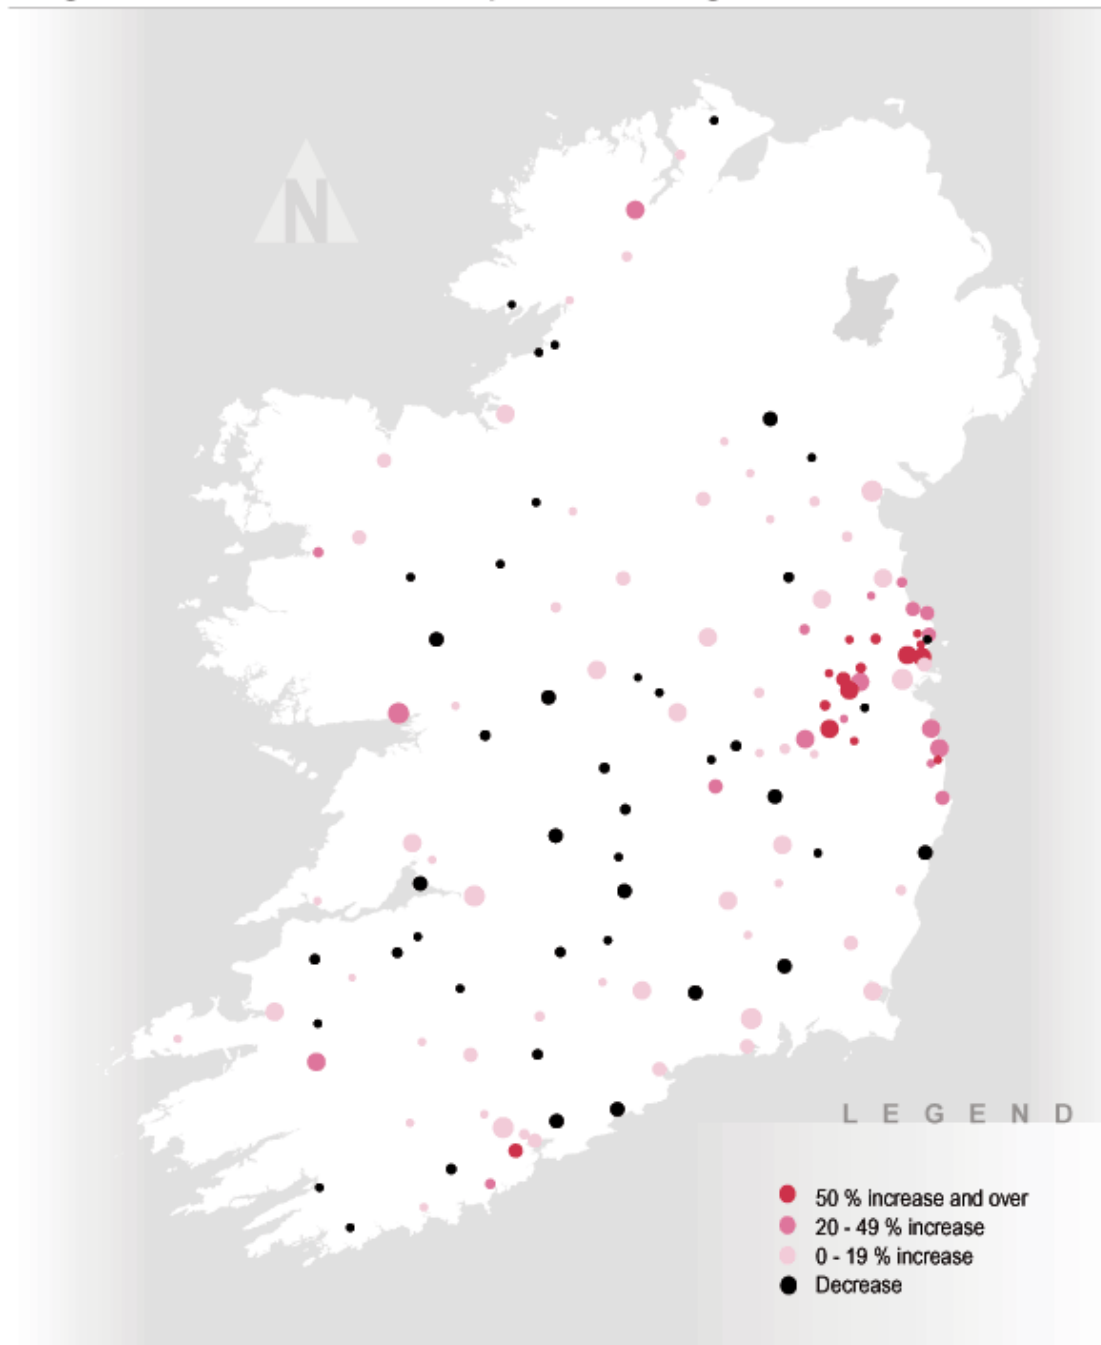 N
L E G E N D
50 % increase and over
20 - 49 % increase
0 - 19 % increase
Decrease